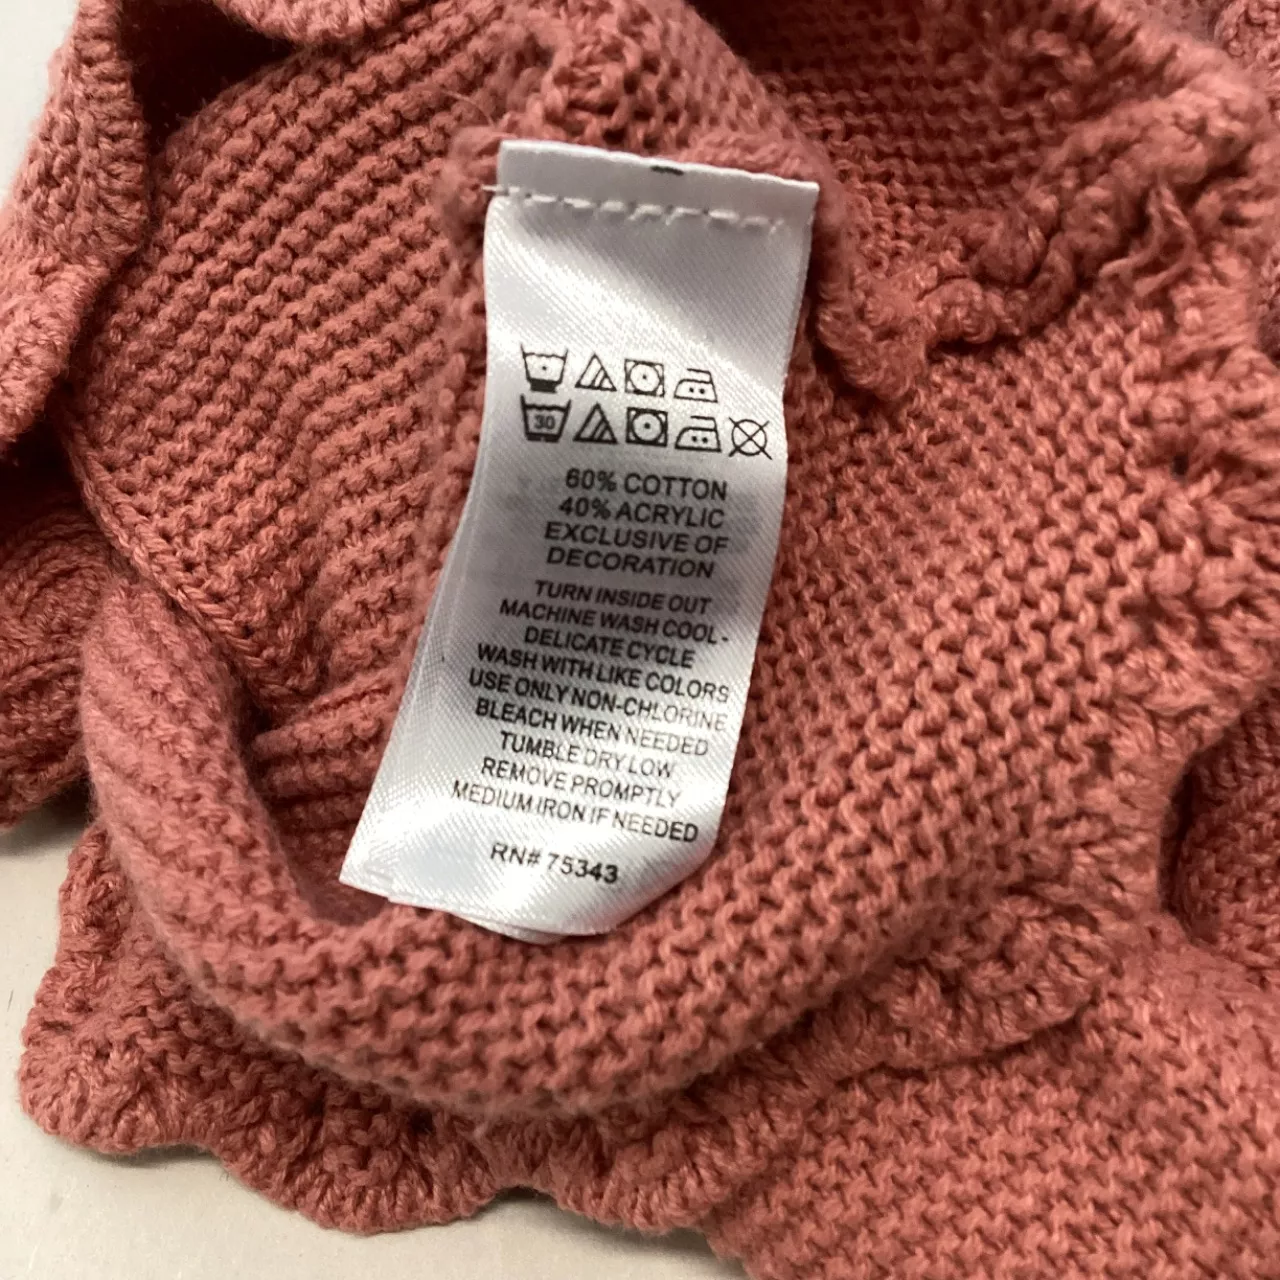 30
60% COTTON
40% ACRYLIC
EXCLUSIVE OF
DECORATION
TURN INSIDE OUT
MACHINE WASH COOL-
DELICATE CYCLE
WASH WITH LIKE COLORS
USE ONLY NON-CHLORINE
BLEACH WHEN NEEDED
TUMBLE DRY LOW
REMOVE PROMPTLY
MEDIUM IRON IF NEEDED
RN# 75343